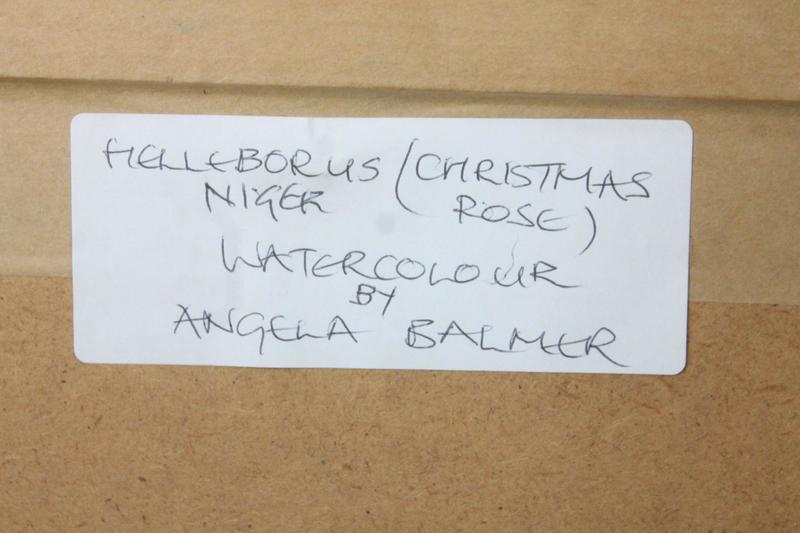 HELLEBORUS (CHRISTMAS
NIGER ROSE)
WATERCOLOUR
BY
ANGELA BALMER